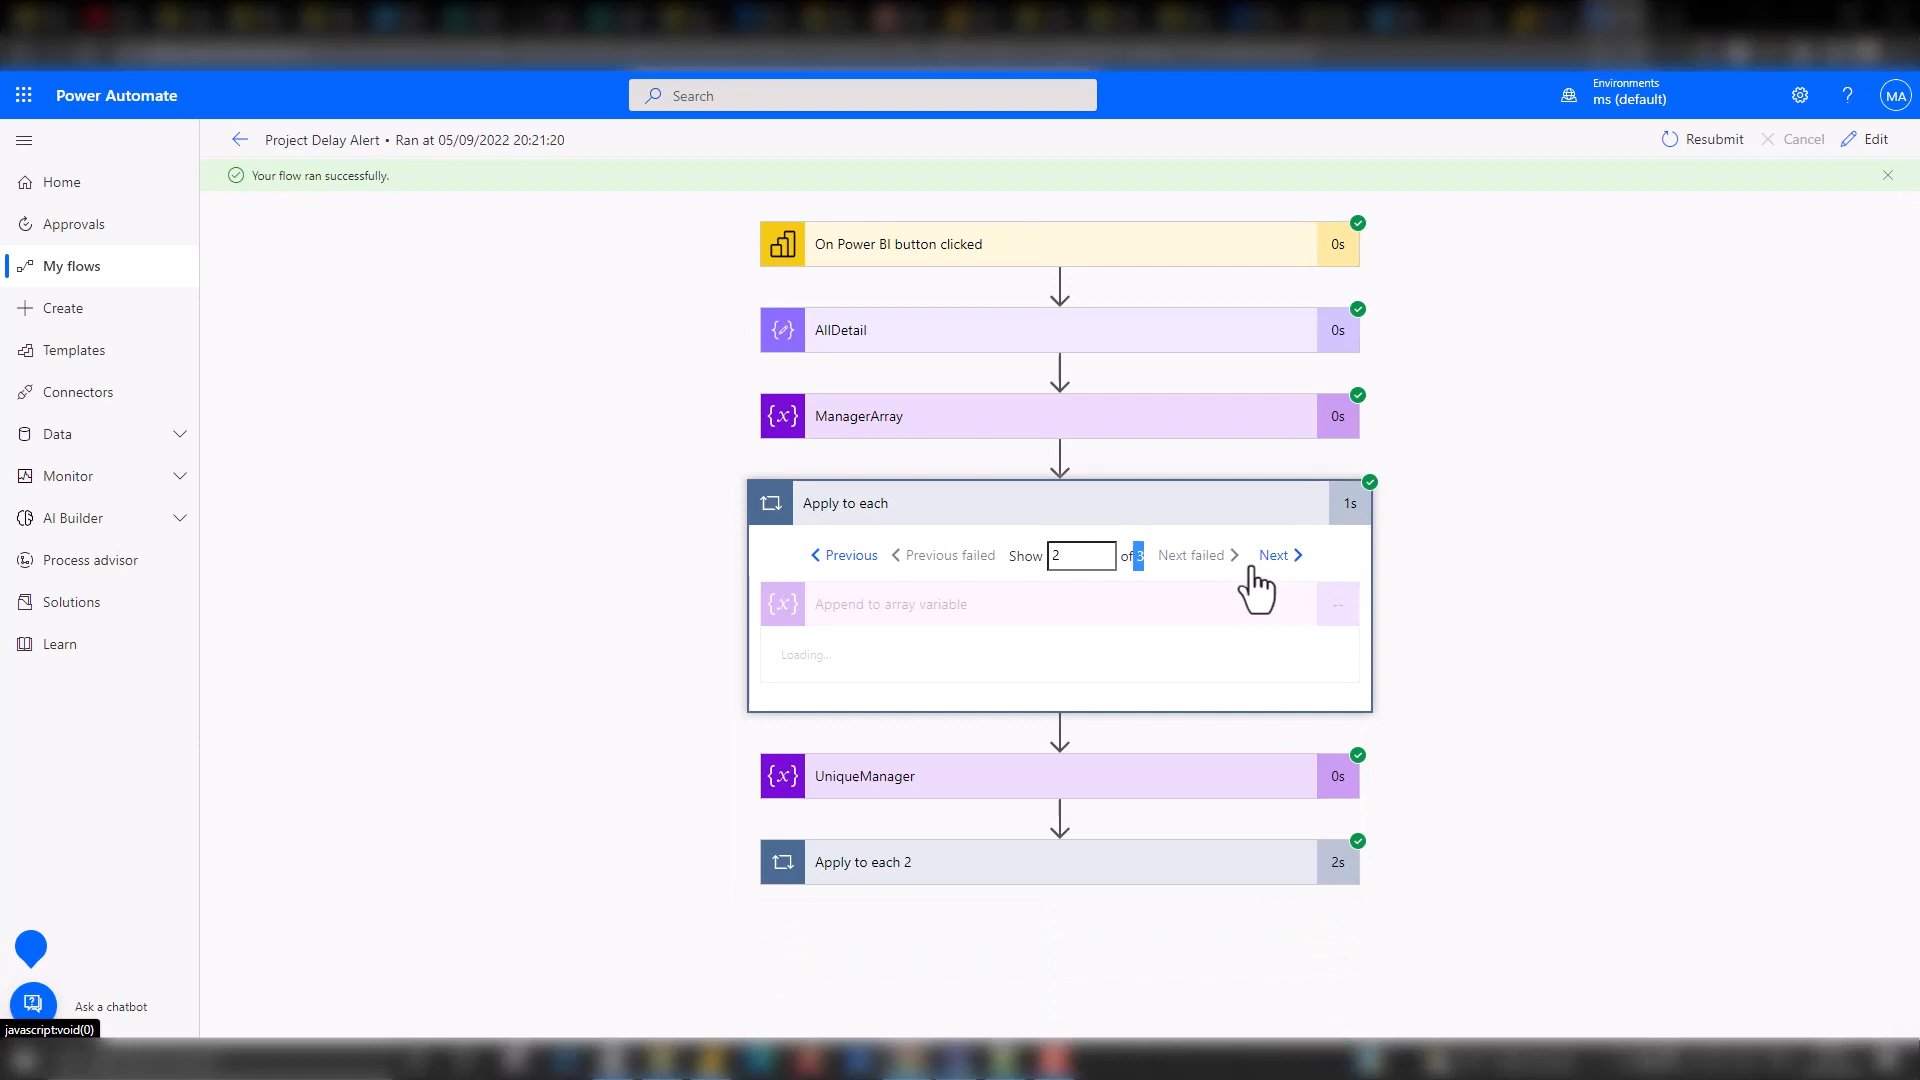 Power Automate
Search
Environments
ms (default)
MA
Project Delay Alert • Ran at 05/09/2022 20:21:20
Resubmit
Cancel
Edit
Your flow ran successfully.
Home
Approvals
My flows
Create
Templates
Connectors
Data
Monitor
AI Builder
Process advisor
Solutions
Learn
On Power BI button clicked
0s
AllDetail
0s
{x} ManagerArray
0s
Apply to each
1s
Previous
Previous failed
Show 2 of 3
Next failed
Next
{x} Append to array variable
--
Loading...
{x} UniqueManager
0s
Apply to each 2
2s
Ask a chatbot
javascript:void(0)